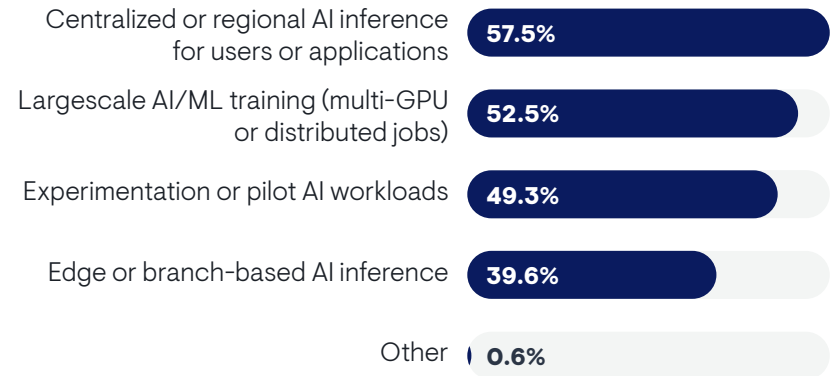 Centralized or regional AI inference
for users or applications
57.5%
Largescale AI/ML training (multi-GPU
or distributed jobs)
52.5%
Experimentation or pilot AI workloads
49.3%
Edge or branch-based AI inference
39.6%
Other
0.6%